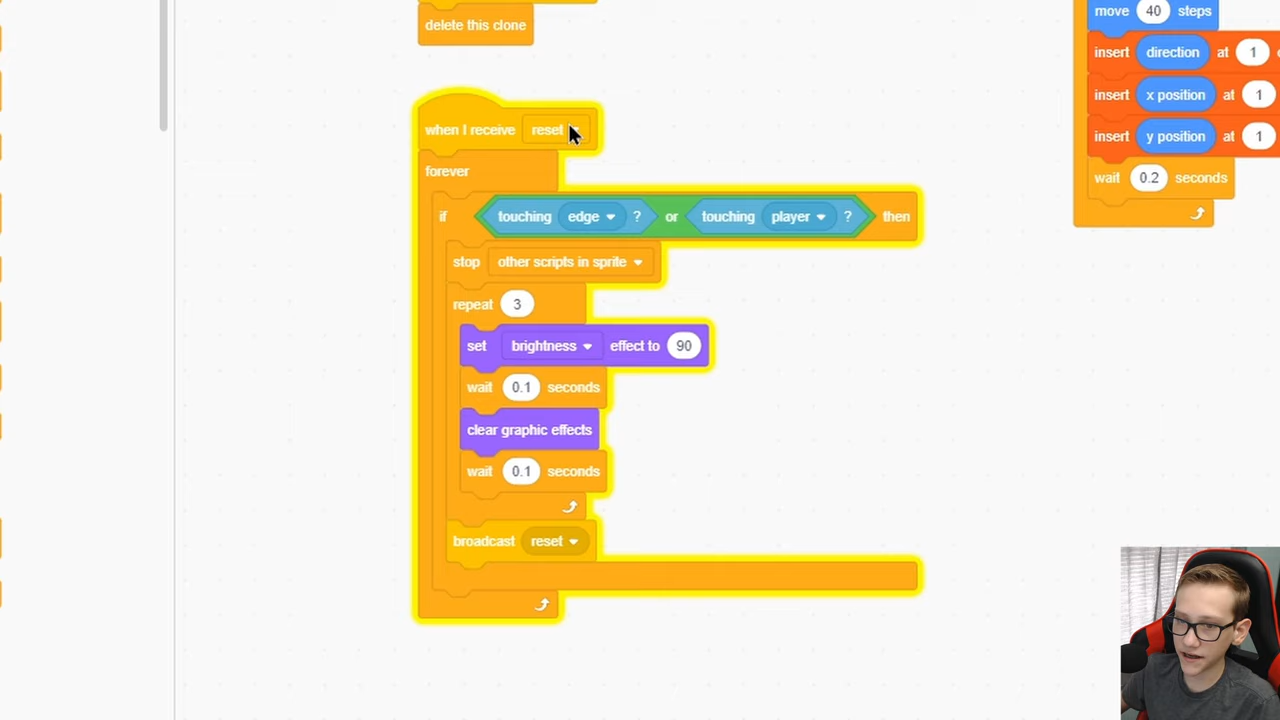 delete this clone
move 40 steps
insert direction at 1
insert x position at 1
insert y position at 1
wait 0.2 seconds
when I receive reset
forever
if touching edge ? or touching player ? then
stop other scripts in sprite
repeat 3
set brightness effect to 90
wait 0.1 seconds
clear graphic effects
wait 0.1 seconds
broadcast reset